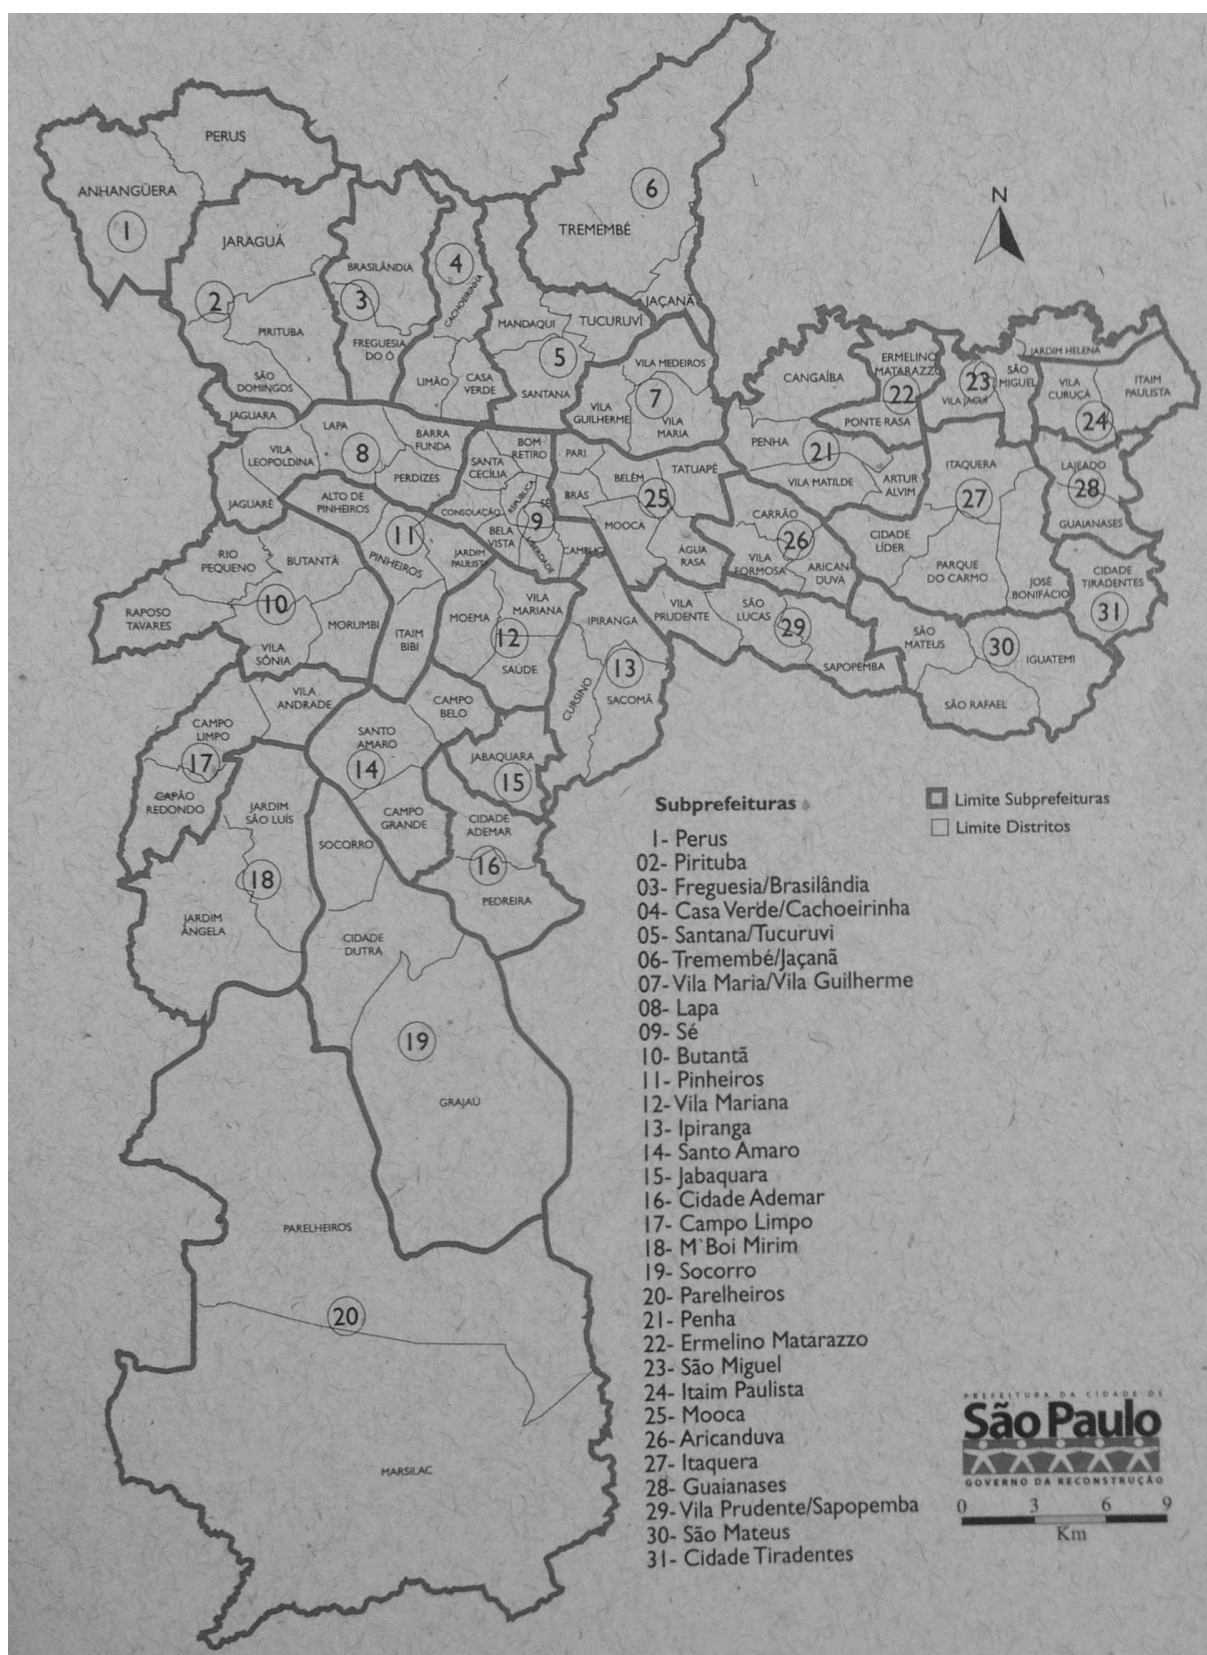 PERUS
ANHANGÜERA
1
6
TREMEMBÉ
N
JARAGUÁ
4
BRASILÂNDIA
CACHOEIRINHA
2
3
JAÇANÃ
PIRITUBA
MANDAQUI
TUCURUVÍ
FREGUESIA
DO Ó
5
VILA MEDEIROS
JARDIM HELENA
ERMELINO
MATARAZZO
CANGAÍBA
SÃO
DOMINGOS
LIMÃO
CASA
VERDE
SANTANA
7
22
23
SÃO
MIGUEL
VILA JACUÍ
VILA
CURUÇÁ
ITAIM
PAULISTA
24
JAGUARA
VILA
GUILHERME
VILA
MARIA
PONTE RASA
LAPA
BARRA
FUNDA
8
VILA
LEOPOLDINA
PERDIZES
SANTA
CECÍLIA
BOM
RETIRO
PARI
BELÉM
TATUAPÉ
PENHA
21
VILA MATILDE
ARTUR
ALVIM
ITAQUERA
27
LAJEADO
28
GUAIANASES
JAGUARÉ
ALTO DE
PINHEIROS
11
PINHEIROS
CONSOLAÇÃO
REPÚBLICA
SÉ
9
BELA
VISTA
LIBERDADE
CAMBUCI
BRÁS
25
MOOCA
ÁGUA
RASA
CARRÃO
26
VILA
FORMOSA
ARICAN-
DUVA
CIDADE
LÍDER
PARQUE
DO CARMO
JOSÉ
BONIFÁCIO
CIDADE
TIRADENTES
31
RIO
PEQUENO
BUTANTÃ
JARDIM
PAULISTA
10
RAPOSO
TAVARES
MORUMBI
ITAIM
BIBI
MOEMA
VILA
MARIANA
12
SAÚDE
IPIRANGA
VILA
PRUDENTE
SÃO
LUCAS
29
SAPOPEMBA
SÃO
MATEUS
30
IGUATEMI
SÃO RAFAEL
VILA
SÔNIA
13
CURSINO
SACOMÃ
VILA
ANDRADE
CAMPO
LIMPO
CAMPO
BELO
SANTO
AMARO
17
14
JABAQUARA
15
CAPÃO
REDONDO
JARDIM
SÃO LUÍS
CAMPO
GRANDE
CIDADE
ADEMAR
SOCORRO
16
18
PEDREIRA
JARDIM
ÂNGELA
CIDADE
DUTRA
19
GRAJAÚ
PARELHEIROS
20
MARSILAC
Subprefeituras
1- Perus
02- Pirituba
03- Freguesia/Brasilândia
04- Casa Verde/Cachoeirinha
05- Santana/Tucuruvi
06- Tremembé/Jaçanã
07- Vila Maria/Vila Guilherme
08- Lapa
09- Sé
10- Butantã
11- Pinheiros
12- Vila Mariana
13- Ipiranga
14- Santo Amaro
15- Jabaquara
16- Cidade Ademar
17- Campo Limpo
18- M`Boi Mirim
19- Socorro
20- Parelheiros
21- Penha
22- Ermelino Matarazzo
23- São Miguel
24- Itaim Paulista
25- Mooca
26- Aricanduva
27- Itaquera
28- Guaianases
29- Vila Prudente/Sapopemba
30- São Mateus
31- Cidade Tiradentes
Limite Subprefeituras
Limite Distritos
PREFEITURA DA CIDADE DE
São Paulo
GOVERNO DA RECONSTRUÇÃO
0 3 6 9
Km